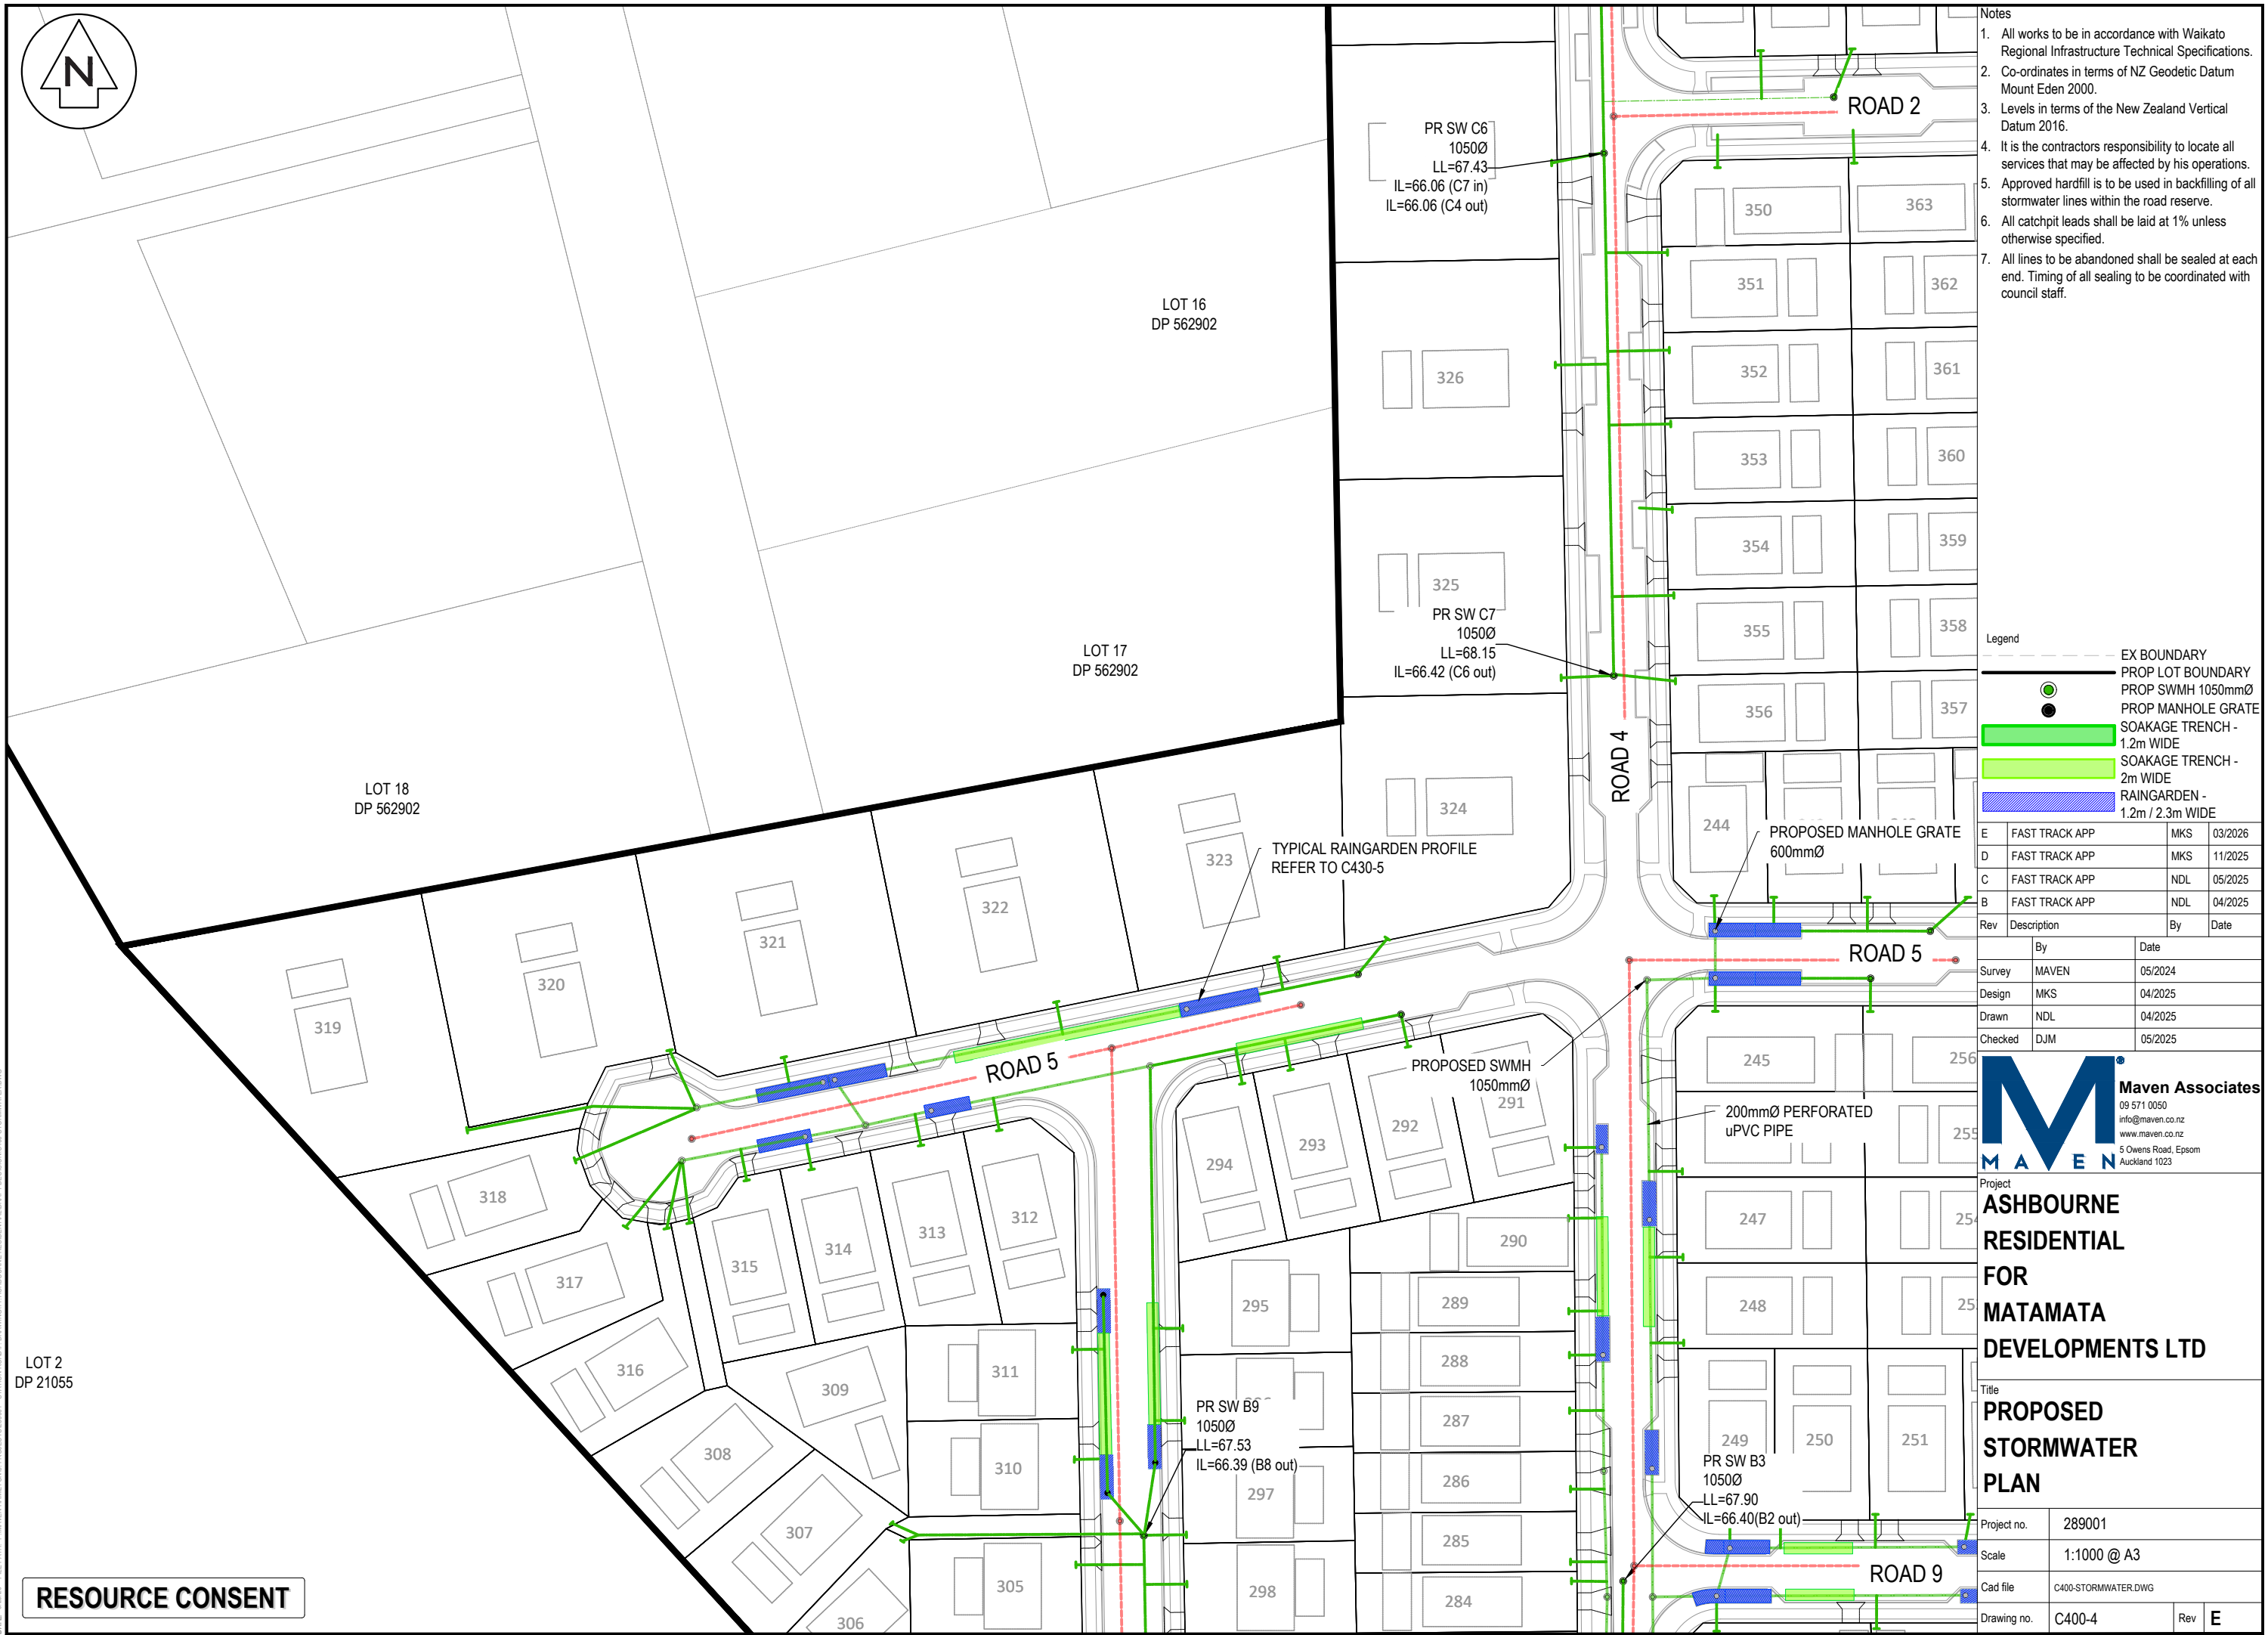 N
LOT 16
DP 562902
LOT 17
DP 562902
LOT 18
DP 562902
LOT 2
DP 21055
RESOURCE CONSENT
PR SW C6
1050Ø
LL=67.43
IL=66.06 (C7 in)
IL=66.06 (C4 out)
PR SW C7
1050Ø
LL=68.15
IL=66.42 (C6 out)
TYPICAL RAINGARDEN PROFILE
REFER TO C430-5
PROPOSED MANHOLE GRATE
600mmØ
PROPOSED SWMH
1050mmØ
200mmØ PERFORATED
uPVC PIPE
PR SW B9
1050Ø
LL=67.53
IL=66.39 (B8 out)
PR SW B3
1050Ø
LL=67.90
IL=66.40(B2 out)
ROAD 2
ROAD 4
ROAD 5
ROAD 5
ROAD 9
350
363
351
362
352
361
353
360
354
359
355
358
356
357
326
325
324
323
322
321
320
319
318
317
316
315
314
313
312
311
310
309
308
307
306
305
294
293
292
291
290
295
289
288
287
297
286
285
298
284
244
245
256
255
247
248
249
250
251
Notes
1. All works to be in accordance with Waikato
Regional Infrastructure Technical Specifications.
2. Co-ordinates in terms of NZ Geodetic Datum
Mount Eden 2000.
3. Levels in terms of the New Zealand Vertical
Datum 2016.
4. It is the contractors responsibility to locate all
services that may be affected by his operations.
5. Approved hardfill is to be used in backfilling of all
stormwater lines within the road reserve.
6. All catchpit leads shall be laid at 1% unless
otherwise specified.
7. All lines to be abandoned shall be sealed at each
end. Timing of all sealing to be coordinated with
council staff.
Legend
EX BOUNDARY
PROP LOT BOUNDARY
PROP SWMH 1050mmØ
PROP MANHOLE GRATE
SOAKAGE TRENCH -
1.2m WIDE
SOAKAGE TRENCH -
2m WIDE
RAINGARDEN -
1.2m / 2.3m WIDE
E FAST TRACK APP MKS 03/2026
D FAST TRACK APP MKS 11/2025
C FAST TRACK APP NDL 05/2025
B FAST TRACK APP NDL 04/2025
Rev Description By Date
By Date
Survey MAVEN 05/2024
Design MKS 04/2025
Drawn NDL 04/2025
Checked DJM 05/2025
MAVEN
®
Maven Associates
09 571 0050
info@maven.co.nz
www.maven.co.nz
5 Owens Road, Epsom
Auckland 1023
Project
ASHBOURNE
RESIDENTIAL
FOR
MATAMATA
DEVELOPMENTS LTD
Title
PROPOSED
STORMWATER
PLAN
Project no. 289001
Scale 1:1000 @ A3
Cad file C400-STORMWATER.DWG
Drawing no. C400-4 Rev E